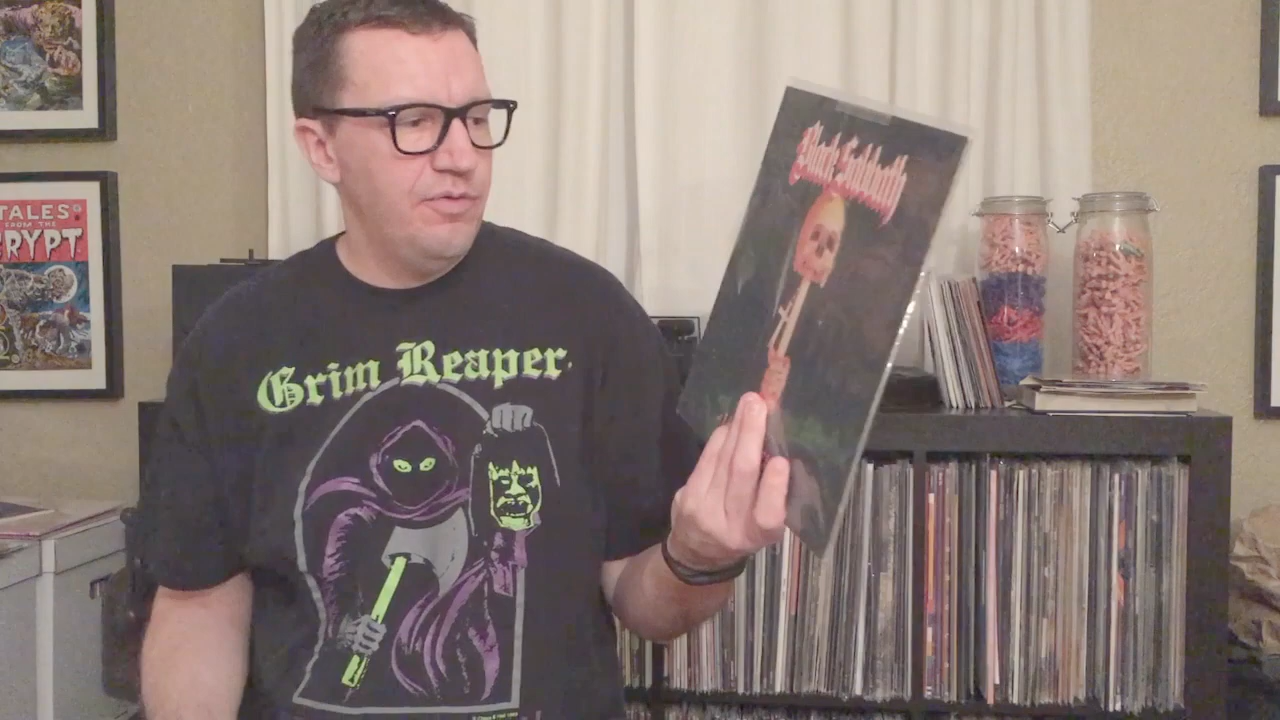 TALES
FROM THE
CRYPT
Grim Reaper
Black Sabbath